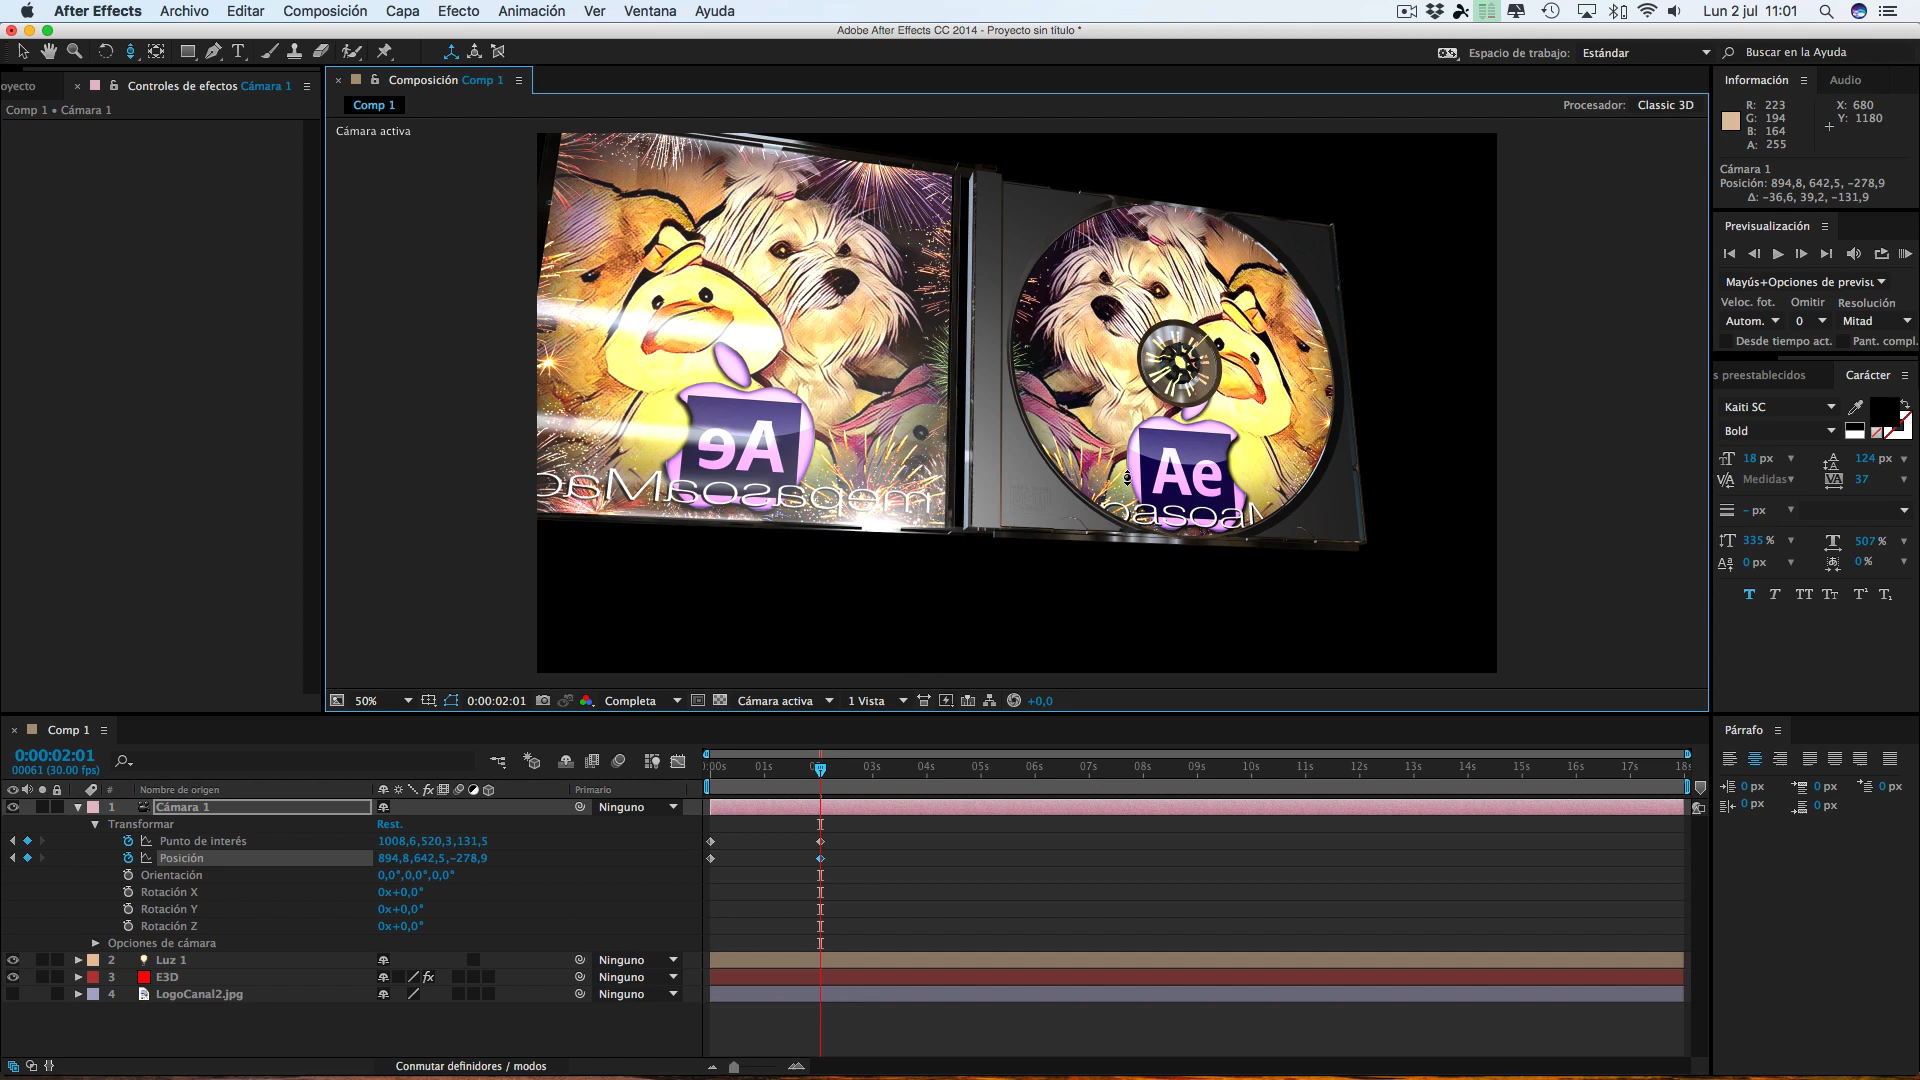 After Effects Archivo Editar Composición Capa Efecto Animación Ver Ventana Ayuda Lun 2 jul 11:01
Adobe After Effects CC 2014 - Proyecto sin título *
Espacio de trabajo: Estándar Buscar en la Ayuda
oyecto × Controles de efectos Cámara 1
Comp 1 • Cámara 1
× Composición Comp 1
Comp 1
Procesador: Classic 3D
Cámara activa
Ae
Ae
50% 0:00:02:01 Completa Cámara activa 1 Vista +0,0
Información Audio
R: 223 X: 680
G: 194 Y: 1180
B: 164
A: 255
Cámara 1
Posición: 894,8, 642,5, -278,9
Δ: -36,6, 39,2, -131,9
Previsualización
Mayús+Opciones de previsu
Veloc. fot. Omitir Resolución
Autom. 0 Mitad
Desde tiempo act. Pant. compl.
s preestablecidos Carácter
Kaiti SC
Bold
18 px 124 px
Medidas 37
- px
335 % 507 %
0 px 0 %
T T TT Tт T¹ T₁
Párrafo
0 px 0 px 0 px
0 px 0 px
× Comp 1
0:00:02:01
00061 (30.00 fps)
:00s 01s 03s 04s 05s 06s 07s 08s 09s 10s 11s 12s 13s 14s 15s 16s 17s 18s
# Nombre de origen fx Primario
1 Cámara 1 Ninguno
Transformar Rest.
Punto de interés 1008,6,520,3,131,5
Posición 894,8,642,5,-278,9
Orientación 0,0°,0,0°,0,0°
Rotación X 0x+0,0°
Rotación Y 0x+0,0°
Rotación Z 0x+0,0°
Opciones de cámara
2 Luz 1 Ninguno
3 E3D fx Ninguno
4 LogoCanal2.jpg Ninguno
Conmutar definidores / modos